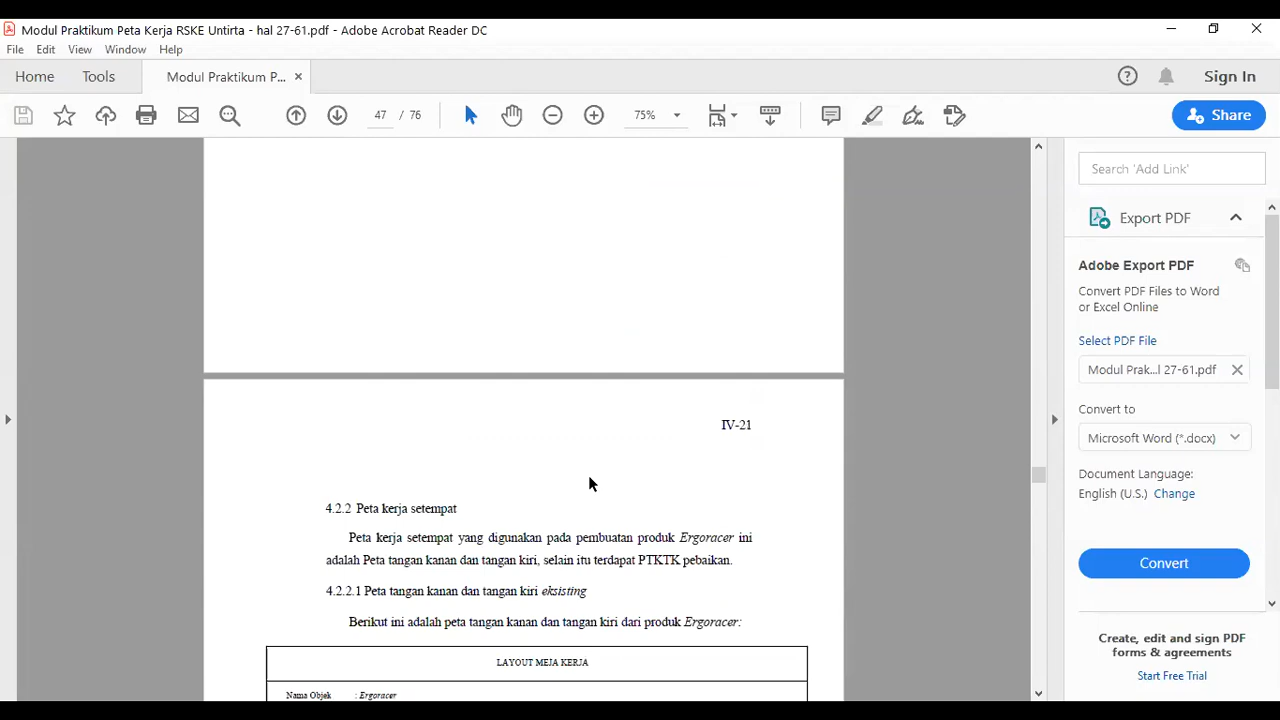 Modul Praktikum Peta Kerja RSKE Untirta - hal 27-61.pdf - Adobe Acrobat Reader DC
File Edit View Window Help
Home Tools Modul Praktikum P... × Sign In
47 / 76 75% Share
Search 'Add Link'
Export PDF
Adobe Export PDF
Convert PDF Files to Word
or Excel Online
Select PDF File
Modul Prak...l 27-61.pdf
Convert to
Microsoft Word (*.docx)
Document Language:
English (U.S.) Change
Convert
Create, edit and sign PDF
forms & agreements
Start Free Trial
IV-21
4.2.2 Peta kerja setempat
Peta kerja setempat yang digunakan pada pembuatan produk Ergoracer ini
adalah Peta tangan kanan dan tangan kiri, selain itu terdapat PTKTK pebaikan.
4.2.2.1 Peta tangan kanan dan tangan kiri eksisting
Berikut ini adalah peta tangan kanan dan tangan kiri dari produk Ergoracer:
LAYOUT MEJA KERJA
Nama Objek : Ergoracer